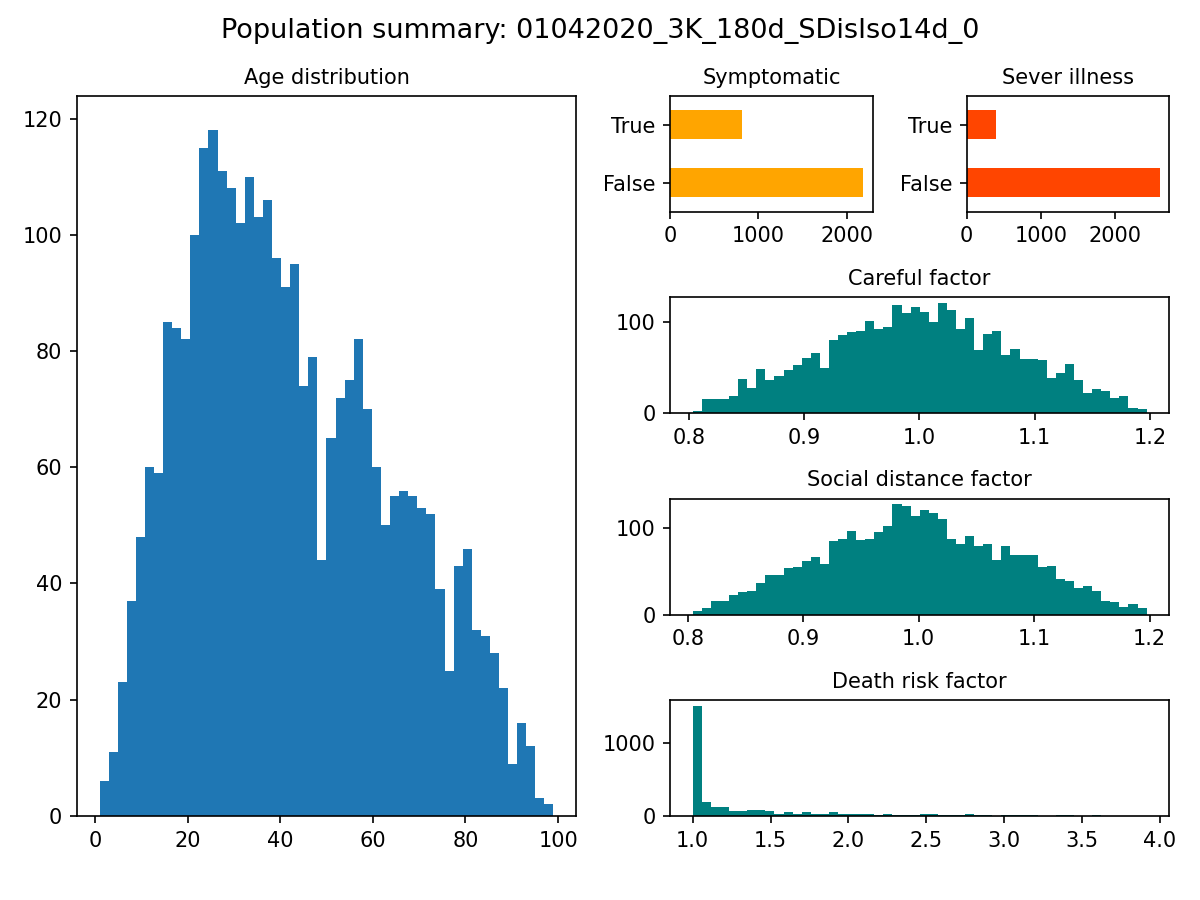 Population summary: 01042020_3K_180d_SDisIso14d_0
Age distribution
120
100
80
60
40
20
0
0 20 40 60 80 100
Symptomatic
True
False
0 1000 2000
Sever illness
True
False
0 1000 2000
Careful factor
100
0
0.8 0.9 1.0 1.1 1.2
Social distance factor
100
0
0.8 0.9 1.0 1.1 1.2
Death risk factor
1000
0
1.0 1.5 2.0 2.5 3.0 3.5 4.0